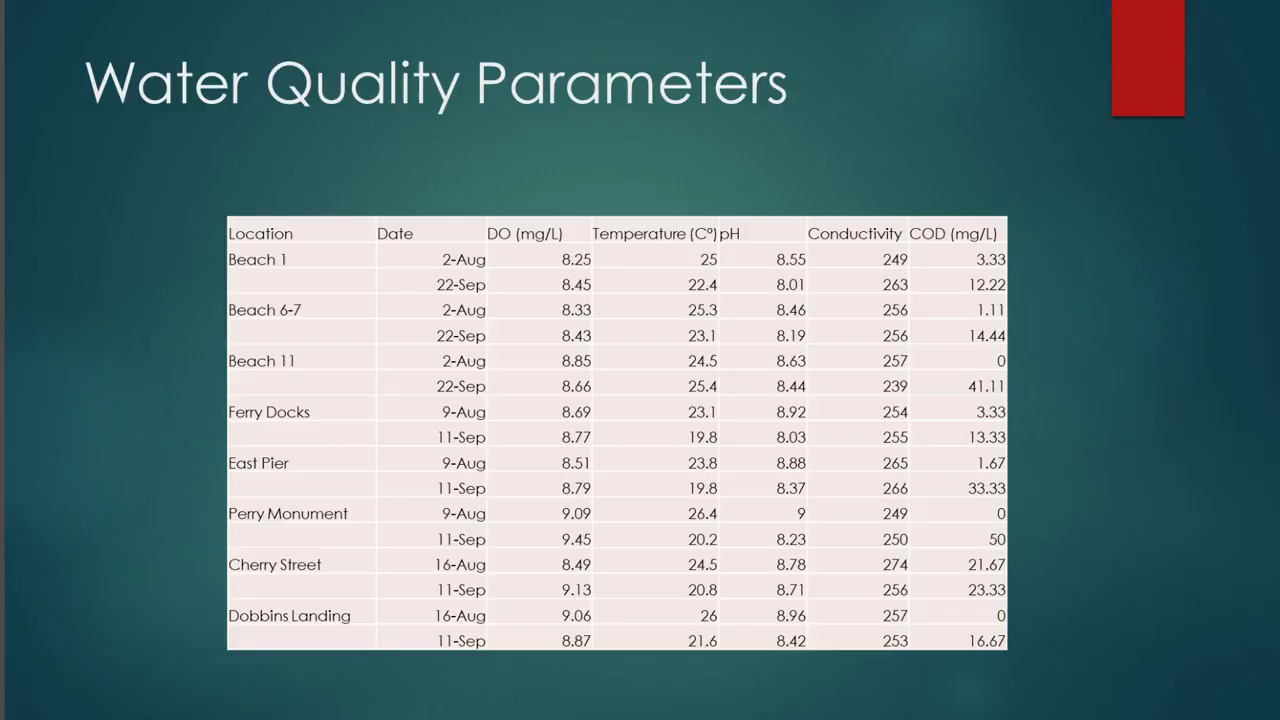 Water Quality Parameters
Location Date DO (mg/L) Temperature (C°) pH Conductivity COD (mg/L)
Beach 1 2-Aug 8.25 25 8.55 249 3.33
22-Sep 8.45 22.4 8.01 263 12.22
Beach 6-7 2-Aug 8.33 25.3 8.46 256 1.11
22-Sep 8.43 23.1 8.19 256 14.44
Beach 11 2-Aug 8.85 24.5 8.63 257 0
22-Sep 8.66 25.4 8.44 239 41.11
Ferry Docks 9-Aug 8.69 23.1 8.92 254 3.33
11-Sep 8.77 19.8 8.03 255 13.33
East Pier 9-Aug 8.51 23.8 8.88 265 1.67
11-Sep 8.79 19.8 8.37 266 33.33
Perry Monument 9-Aug 9.09 26.4 9 249 0
11-Sep 9.45 20.2 8.23 250 50
Cherry Street 16-Aug 8.49 24.5 8.78 274 21.67
11-Sep 9.13 20.8 8.71 256 23.33
Dobbins Landing 16-Aug 9.06 26 8.96 257 0
11-Sep 8.87 21.6 8.42 253 16.67